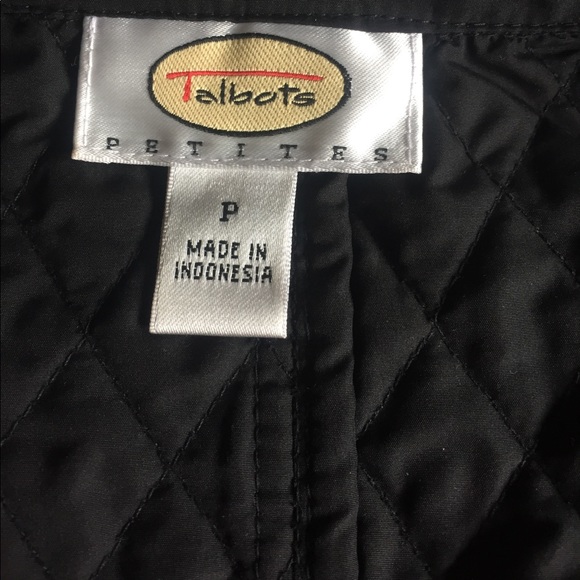 Talbots
PETITES
P
MADE IN
INDONESIA